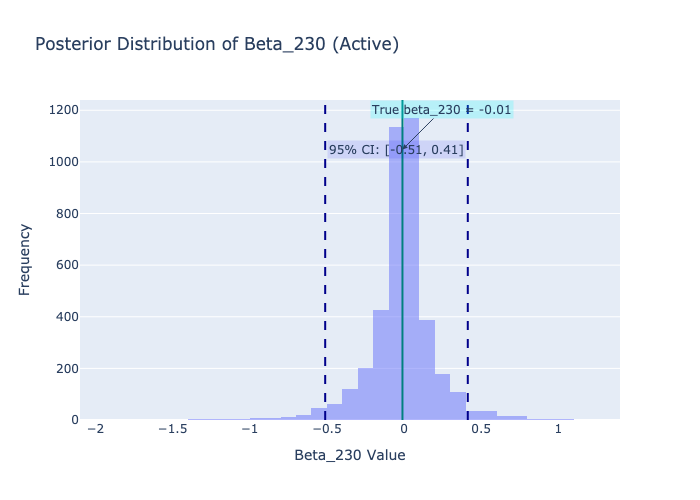 Posterior Distribution of Beta_230 (Active)
1200
1000
800
600
400
200
0
True beta_230 = -0.01
95% CI: [-0.51, 0.41]
−2
−1.5
−1
−0.5
0
0.5
1
Beta_230 Value
Frequency